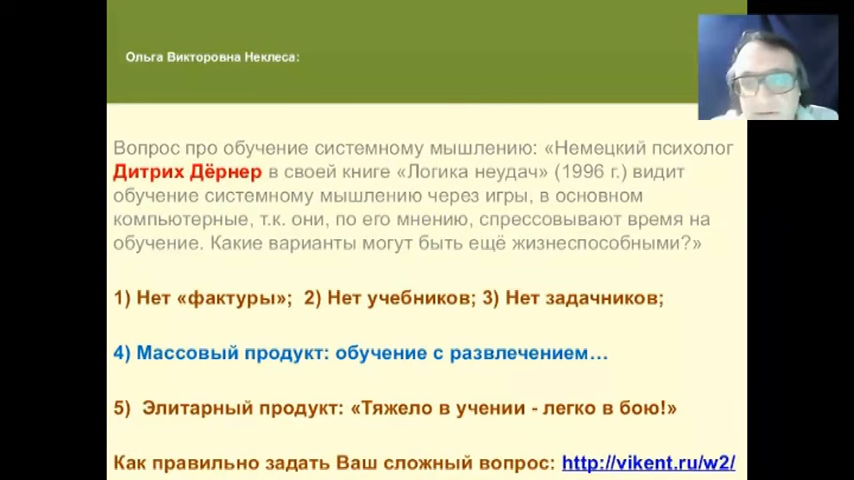 Ольга Викторовна Неклеса:
Вопрос про обучение системному мышлению: «Немецкий психолог
Дитрих Дёрнер в своей книге «Логика неудач» (1996 г.) видит
обучение системному мышлению через игры, в основном
компьютерные, т.к. они, по его мнению, спрессовывают время на
обучение. Какие варианты могут быть ещё жизнеспособными?»
1) Нет «фактуры»; 2) Нет учебников; 3) Нет задачников;
4) Массовый продукт: обучение с развлечением…
5) Элитарный продукт: «Тяжело в учении - легко в бою!»
Как правильно задать Ваш сложный вопрос: http://vikent.ru/w2/